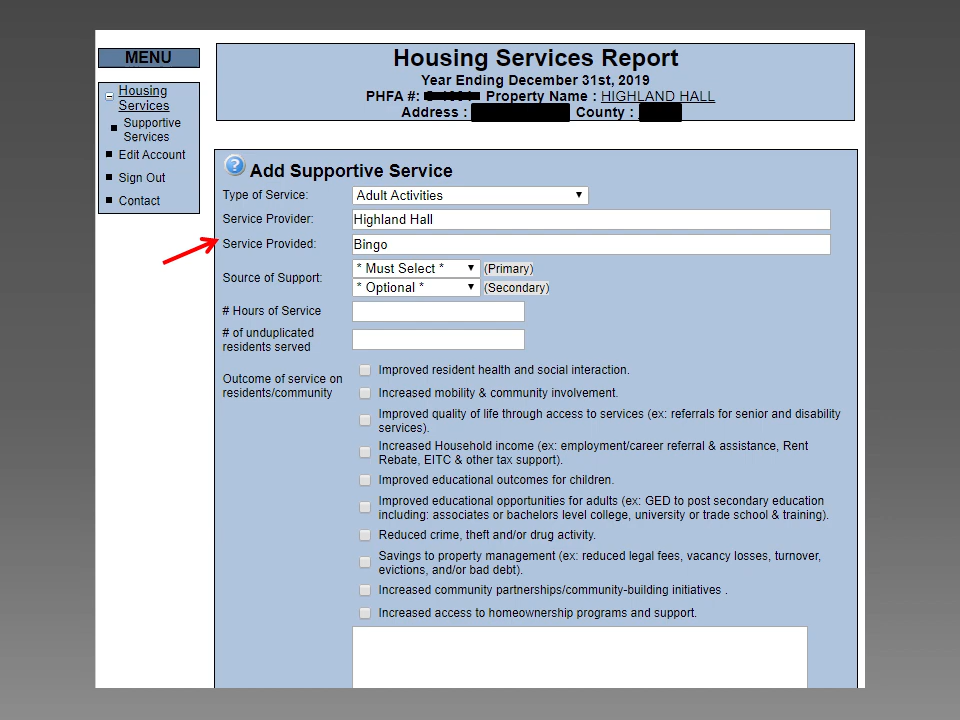 MENU
Housing
Services
Supportive
Services
Edit Account
Sign Out
Contact
Housing Services Report
Year Ending December 31st, 2019
PHFA #: Property Name : HIGHLAND HALL
Address : County :
Add Supportive Service
Type of Service: Adult Activities
Service Provider: Highland Hall
Service Provided: Bingo
Source of Support: * Must Select * (Primary)
* Optional * (Secondary)
# Hours of Service
# of unduplicated
residents served
Outcome of service on
residents/community
Improved resident health and social interaction.
Increased mobility & community involvement.
Improved quality of life through access to services (ex: referrals for senior and disability
services).
Increased Household income (ex: employment/career referral & assistance, Rent
Rebate, EITC & other tax support).
Improved educational outcomes for children.
Improved educational opportunities for adults (ex: GED to post secondary education
including: associates or bachelors level college, university or trade school & training).
Reduced crime, theft and/or drug activity.
Savings to property management (ex: reduced legal fees, vacancy losses, turnover,
evictions, and/or bad debt).
Increased community partnerships/community-building initiatives .
Increased access to homeownership programs and support.